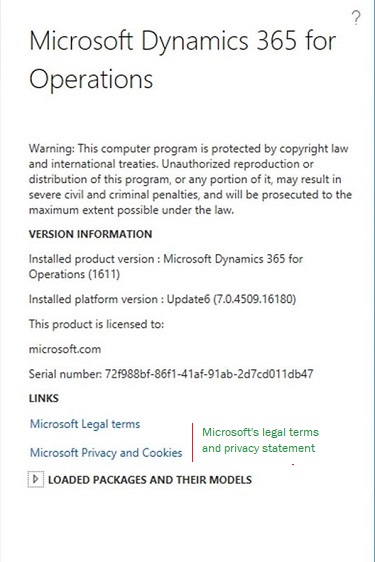 ?
Microsoft Dynamics 365 for
Operations
Warning: This computer program is protected by copyright law
and international treaties. Unauthorized reproduction or
distribution of this program, or any portion of it, may result in
severe civil and criminal penalties, and will be prosecuted to the
maximum extent possible under the law.
VERSION INFORMATION
Installed product version : Microsoft Dynamics 365 for
Operations (1611)
Installed platform version : Update6 (7.0.4509.16180)
This product is licensed to:
microsoft.com
Serial number: 72f988bf-86f1-41af-91ab-2d7cd011db47
LINKS
Microsoft Legal terms
Microsoft Privacy and Cookies
Microsoft's legal terms
and privacy statement
LOADED PACKAGES AND THEIR MODELS